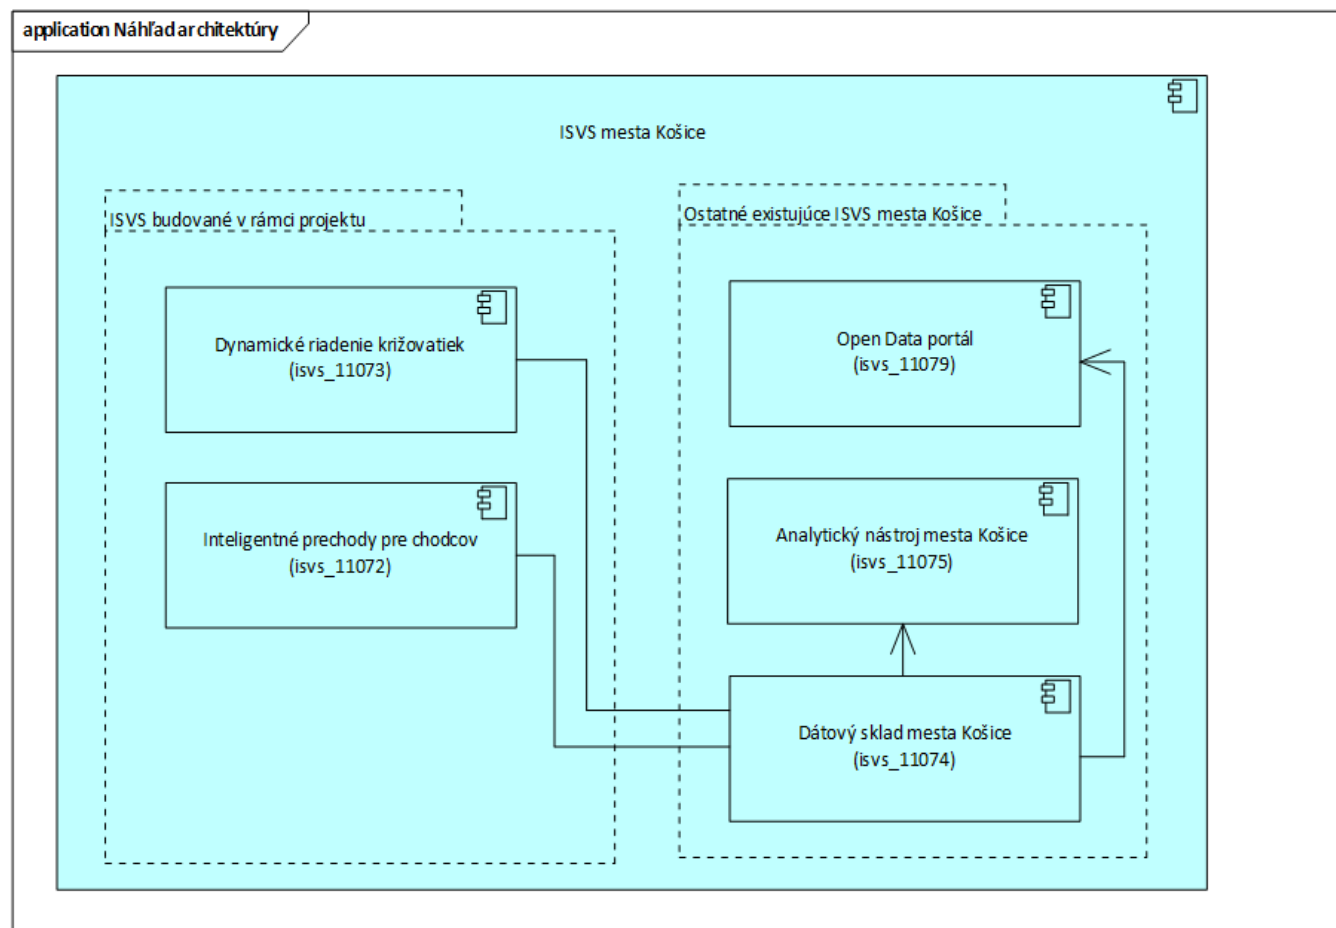 application Náhľad architektúry
ISVS mesta Košice
ISVS budované v rámci projektu
Dynamické riadenie križovatiek
(isvs_11073)
Inteligentné prechody pre chodcov
(isvs_11072)
Ostatné existujúce ISVS mesta Košice
Open Data portál
(isvs_11079)
Analytický nástroj mesta Košice
(isvs_11075)
Dátový sklad mesta Košice
(isvs_11074)